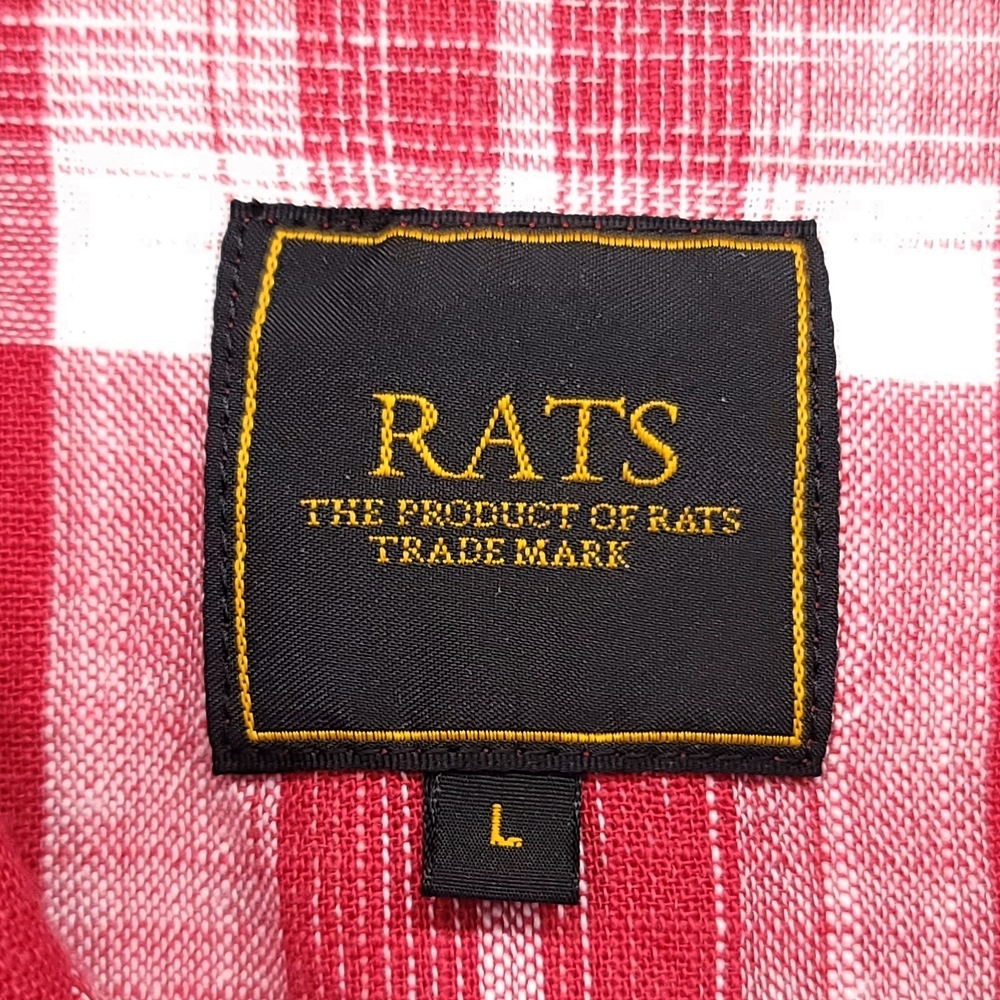 RATS
THE PRODUCT OF RATS
TRADE MARK
L